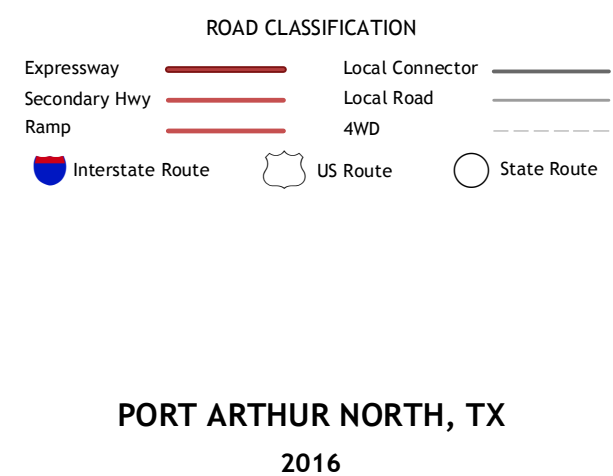 ROAD CLASSIFICATION
Expressway
Local Connector
Secondary Hwy
Local Road
Ramp
4WD
Interstate Route
US Route
State Route
PORT ARTHUR NORTH, TX
2016